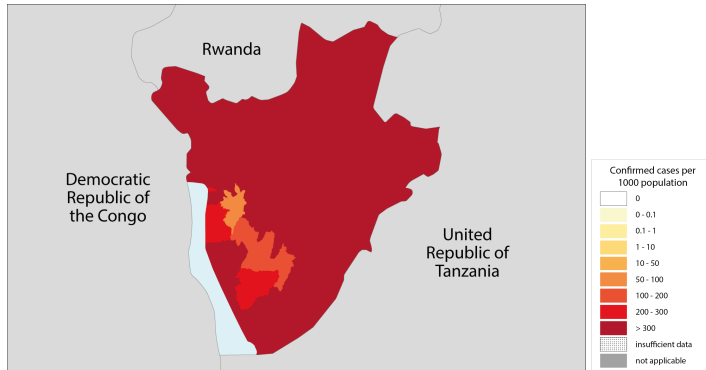 Rwanda
Democratic
Republic of
the Congo
United
Republic of
Tanzania
Confirmed cases per
1000 population
0
0 - 0.1
0.1 - 1
1 - 10
10 - 50
50 - 100
100 - 200
200 - 300
> 300
insufficient data
not applicable